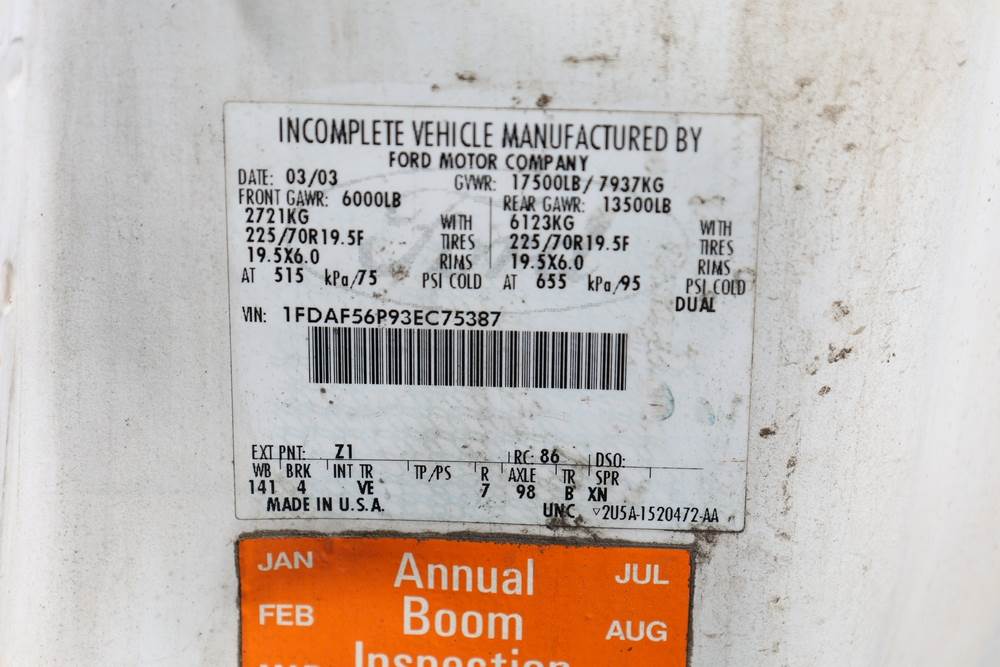 INCOMPLETE VEHICLE MANUFACTURED BY
FORD MOTOR COMPANY
DATE: 03/03 GVWR: 17500LB/ 7937KG
FRONT GAWR: 6000LB REAR GAWR: 13500LB
2721KG WITH 6123KG WITH
225/70R19.5F TIRES 225/70R19.5F TIRES
19.5X6.0 RIMS 19.5X6.0 RIMS
AT 515 kPa/75 PSI COLD AT 655 kPa/95 PSI COLD
DUAL
VIN: 1FDAF56P93EC75387
EXT PNT: Z1 RC: 86 DSO:
WB BRK INT TR TP/PS R AXLE TR SPR
141 4 VE 7 98 B XN
MADE IN U.S.A. UNC ▽2U5A-1520472-AA
JAN Annual JUL
FEB Boom AUG
Inspection